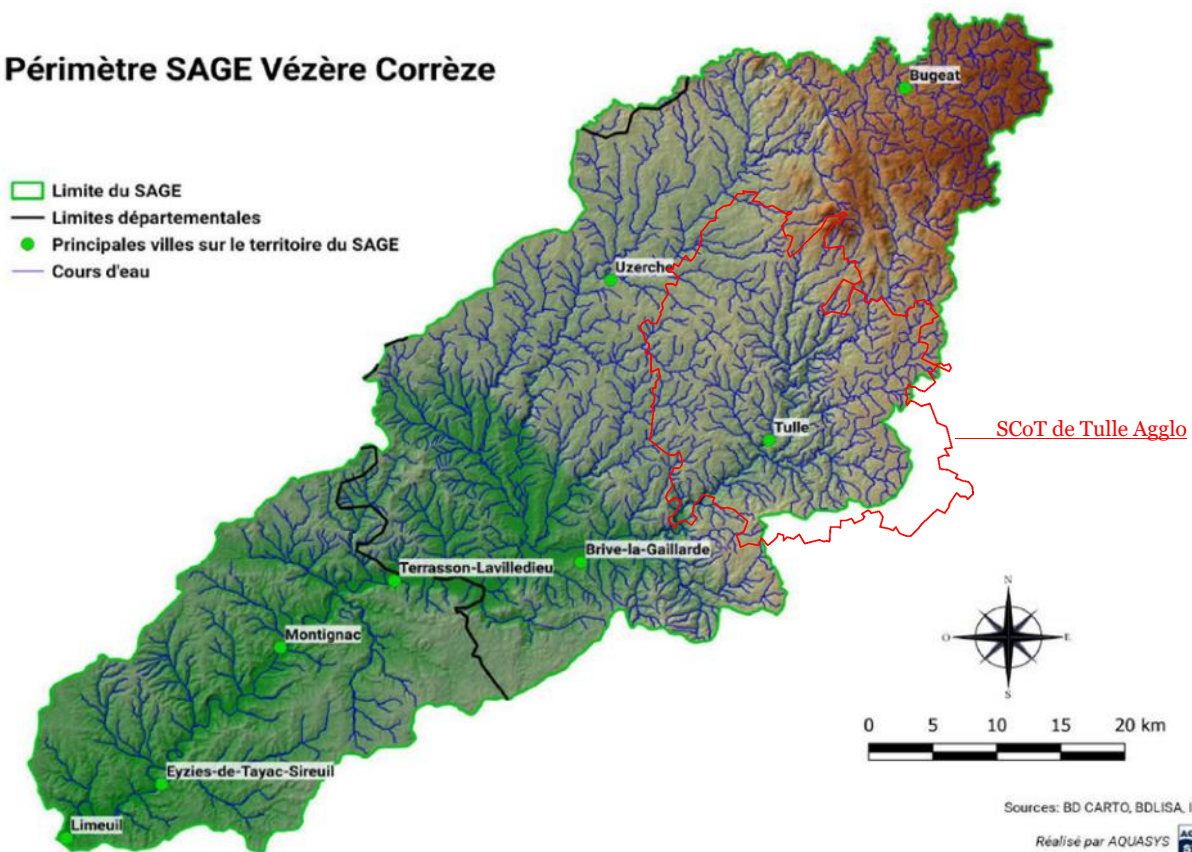 Périmètre SAGE Vézère Corrèze
Limite du SAGE
Limites départementales
Principales villes sur le territoire du SAGE
Cours d'eau
Bugeat
Uzerche
Tulle
SCoT de Tulle Agglo
Brive-la-Gaillarde
Terrasson-Lavilledieu
Montignac
Eyzies-de-Tayac-Sireuil
Limeuil
N
O
E
S
0 5 10 15 20 km
Sources: BD CARTO, BDLISA,
Réalisé par AQUASYS